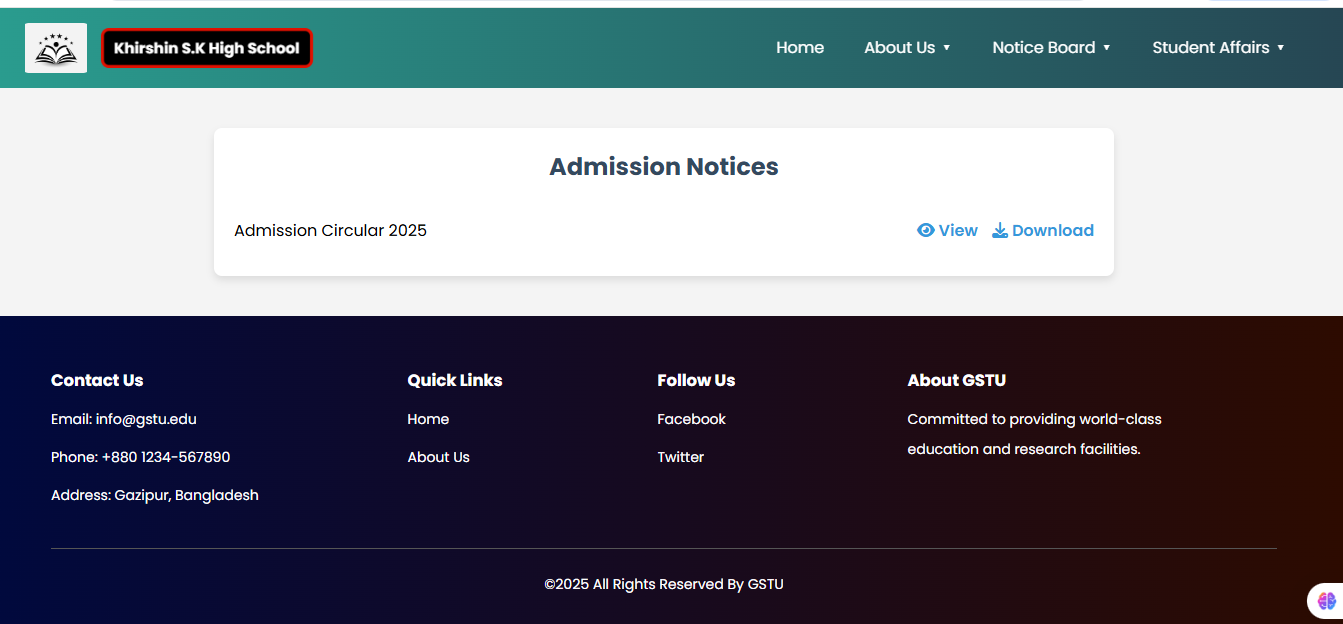 Khirshin S.K High School
Home About Us Notice Board Student Affairs
Admission Notices
Admission Circular 2025 View Download
Contact Us
Email: info@gstu.edu
Phone: +880 1234-567890
Address: Gazipur, Bangladesh
Quick Links
Home
About Us
Follow Us
Facebook
Twitter
About GSTU
Committed to providing world-class
education and research facilities.
©2025 All Rights Reserved By GSTU